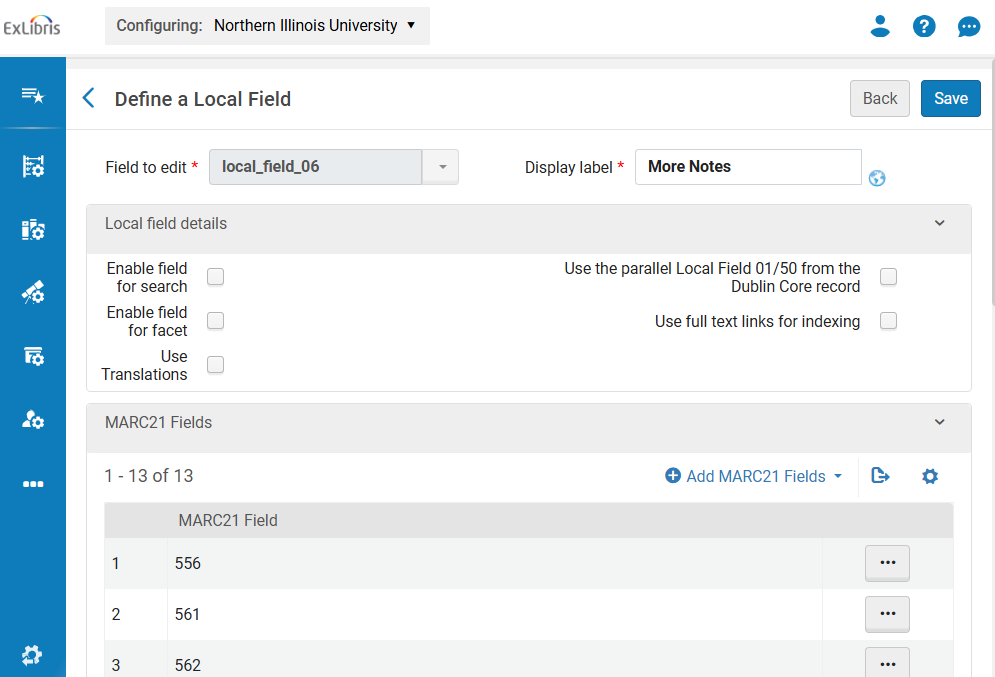 ExLibris
Configuring: Northern Illinois University
Define a Local Field
Back
Save
Field to edit *
local_field_06
Display label *
More Notes
Local field details
Enable field
for search
Use the parallel Local Field 01/50 from the
Dublin Core record
Enable field
for facet
Use full text links for indexing
Use
Translations
MARC21 Fields
1 - 13 of 13
Add MARC21 Fields
MARC21 Field
1 556
2 561
3 562